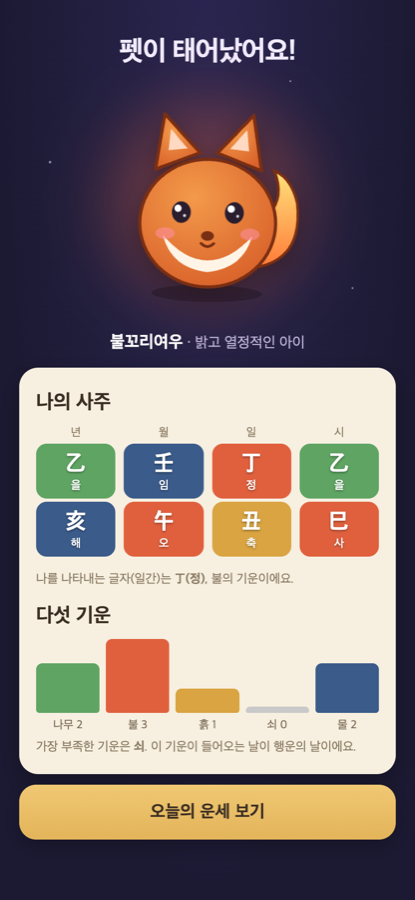 펫이 태어났어요!
불꼬리여우 · 밝고 열정적인 아이
나의 사주
년 월 일 시
乙 壬 丁 乙
을 임 정 을
亥 午 丑 巳
해 오 축 사
나를 나타내는 글자(일간)는 丁(정), 불의 기운이에요.
다섯 기운
나무 2 불 3 흙 1 쇠 0 물 2
가장 부족한 기운은 쇠. 이 기운이 들어오는 날이 행운의 날이에요.
오늘의 운세 보기